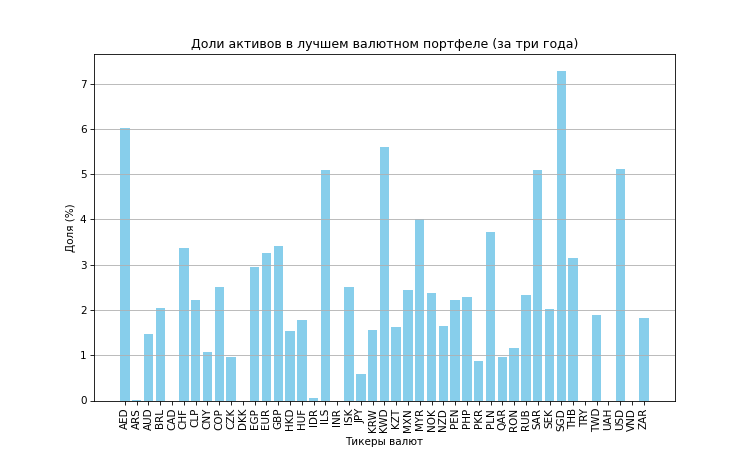 Доли активов в лучшем валютном портфеле (за три года)
Доля (%)
7
6
5
4
3
2
1
0
AED ARS AUD BRL CAD CHF CLP CNY COP CZK DKK EGP EUR GBP HKD HUF IDR ILS INR ISK JPY KRW KWD KZT MXN MYR NOK NZD PEN PHP PKR PLN QAR RON RUB SAR SEK SGD THB TRY TWD UAH USD VND ZAR
Тикеры валют